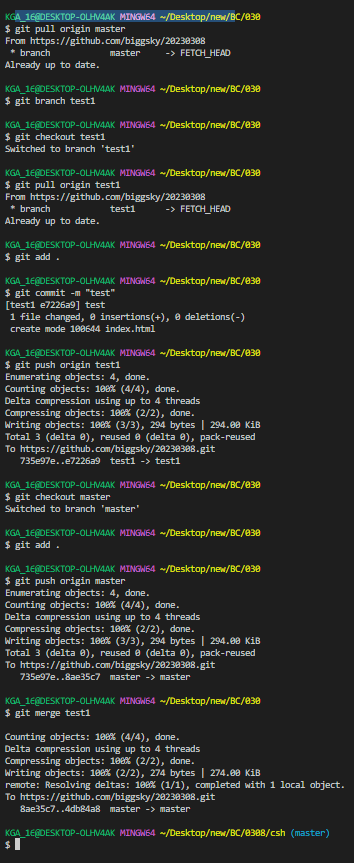 KGA_16@DESKTOP-OLHV4AK MINGW64 ~/Desktop/new/BC/030
$ git pull origin master
From https://github.com/biggsky/20230308
 * branch            master     -> FETCH_HEAD
Already up to date.
KGA_16@DESKTOP-OLHV4AK MINGW64 ~/Desktop/new/BC/030
$ git branch test1
KGA_16@DESKTOP-OLHV4AK MINGW64 ~/Desktop/new/BC/030
$ git checkout test1
Switched to branch 'test1'
KGA_16@DESKTOP-OLHV4AK MINGW64 ~/Desktop/new/BC/030
$ git pull origin test1
From https://github.com/biggsky/20230308
 * branch            test1      -> FETCH_HEAD
Already up to date.
KGA_16@DESKTOP-OLHV4AK MINGW64 ~/Desktop/new/BC/030
$ git add .
KGA_16@DESKTOP-OLHV4AK MINGW64 ~/Desktop/new/BC/030
$ git commit -m "test"
[test1 e7226a9] test
 1 file changed, 0 insertions(+), 0 deletions(-)
 create mode 100644 index.html
KGA_16@DESKTOP-OLHV4AK MINGW64 ~/Desktop/new/BC/030
$ git push origin test1
Enumerating objects: 4, done.
Counting objects: 100% (4/4), done.
Delta compression using up to 4 threads
Compressing objects: 100% (2/2), done.
Writing objects: 100% (3/3), 294 bytes | 294.00 KiB
Total 3 (delta 0), reused 0 (delta 0), pack-reused
To https://github.com/biggsky/20230308.git
   735e97e..e7226a9  test1 -> test1
KGA_16@DESKTOP-OLHV4AK MINGW64 ~/Desktop/new/BC/030
$ git checkout master
Switched to branch 'master'
KGA_16@DESKTOP-OLHV4AK MINGW64 ~/Desktop/new/BC/030
$ git add .
KGA_16@DESKTOP-OLHV4AK MINGW64 ~/Desktop/new/BC/030
$ git push origin master
Enumerating objects: 4, done.
Counting objects: 100% (4/4), done.
Delta compression using up to 4 threads
Compressing objects: 100% (2/2), done.
Writing objects: 100% (3/3), 294 bytes | 294.00 KiB
Total 3 (delta 0), reused 0 (delta 0), pack-reused
To https://github.com/biggsky/20230308.git
   735e97e..8ae35c7  master -> master
KGA_16@DESKTOP-OLHV4AK MINGW64 ~/Desktop/new/BC/030
$ git merge test1
Counting objects: 100% (4/4), done.
Delta compression using up to 4 threads
Compressing objects: 100% (2/2), done.
Writing objects: 100% (2/2), 274 bytes | 274.00 KiB
remote: Resolving deltas: 100% (1/1), completed with 1 local object.
To https://github.com/biggsky/20230308.git
   8ae35c7..4db84a8  master -> master
KGA_16@DESKTOP-OLHV4AK MINGW64 ~/Desktop/new/BC/0308/csh (master)
$